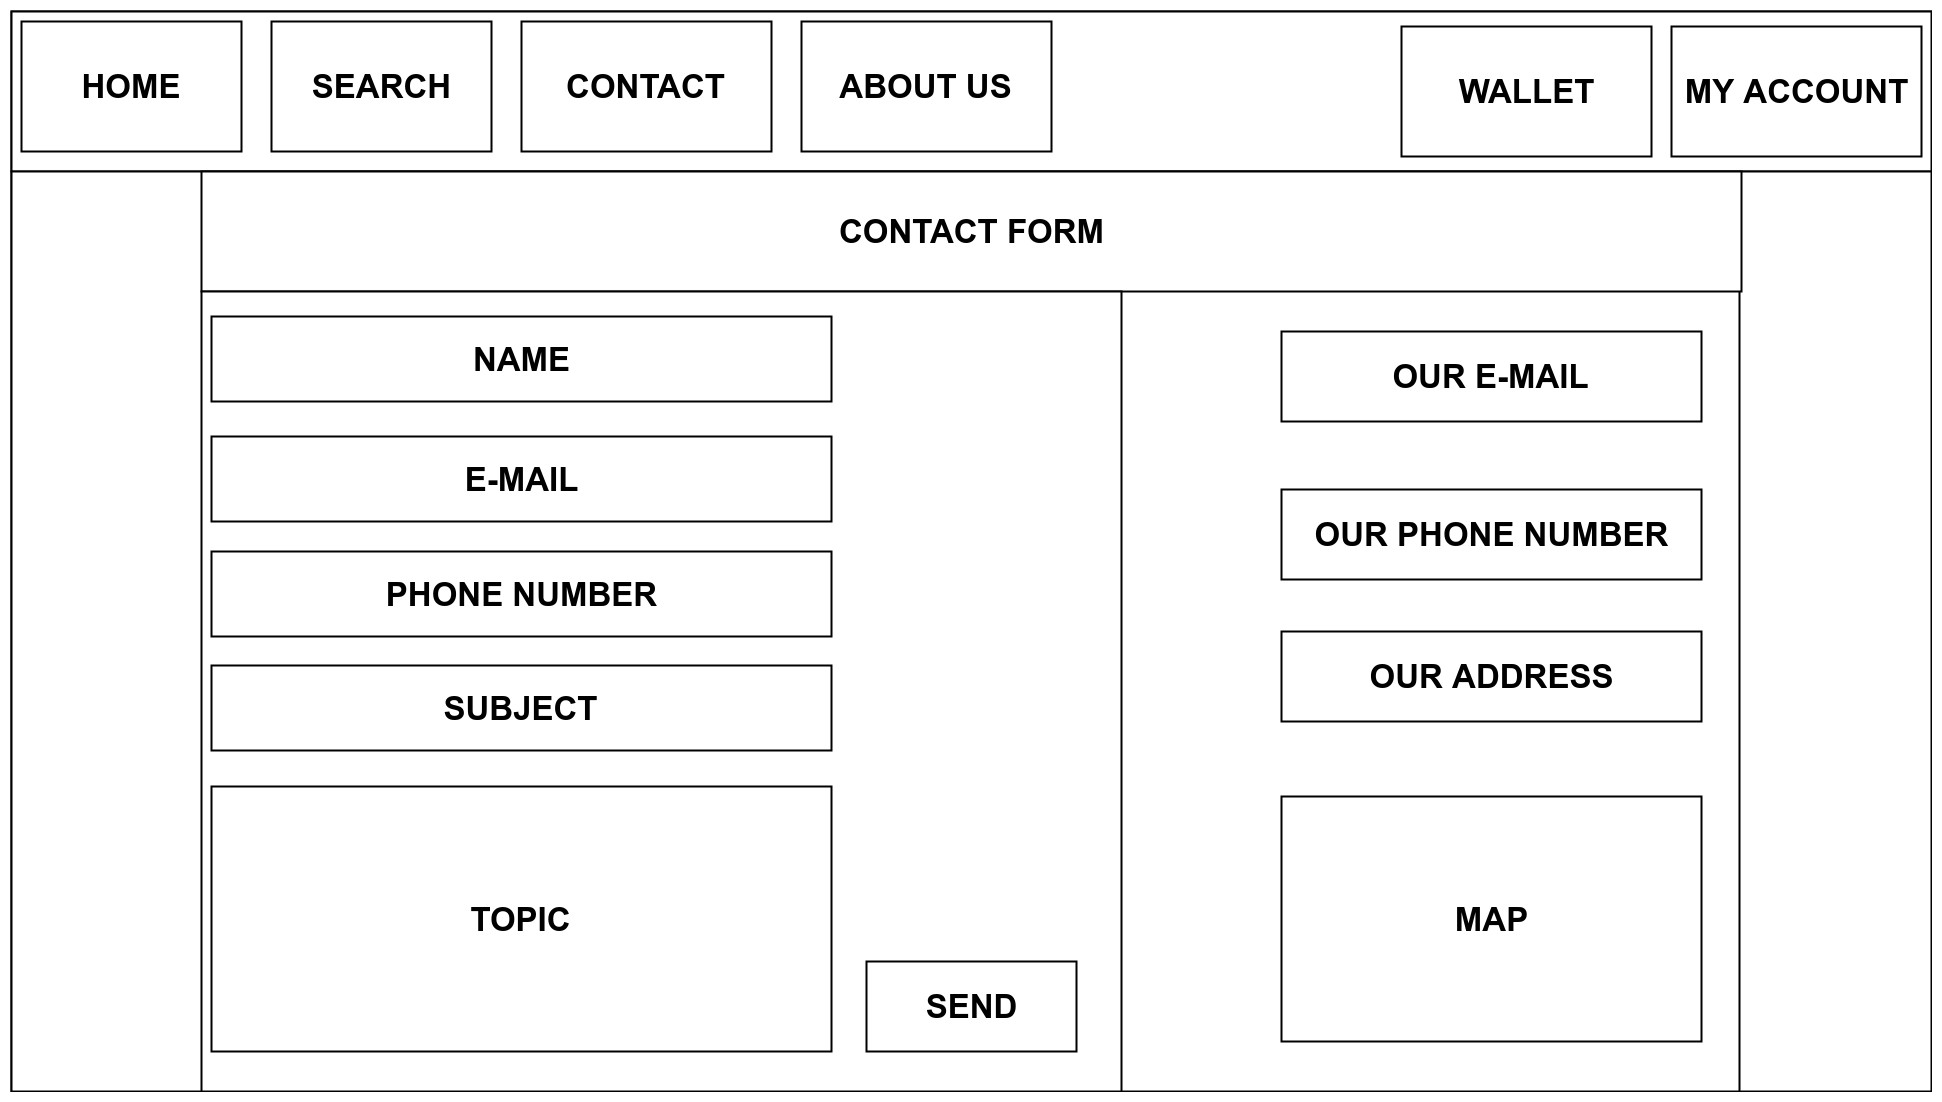 HOME
SEARCH
CONTACT
ABOUT US
WALLET
MY ACCOUNT
CONTACT FORM
NAME
E-MAIL
PHONE NUMBER
SUBJECT
TOPIC
SEND
OUR E-MAIL
OUR PHONE NUMBER
OUR ADDRESS
MAP